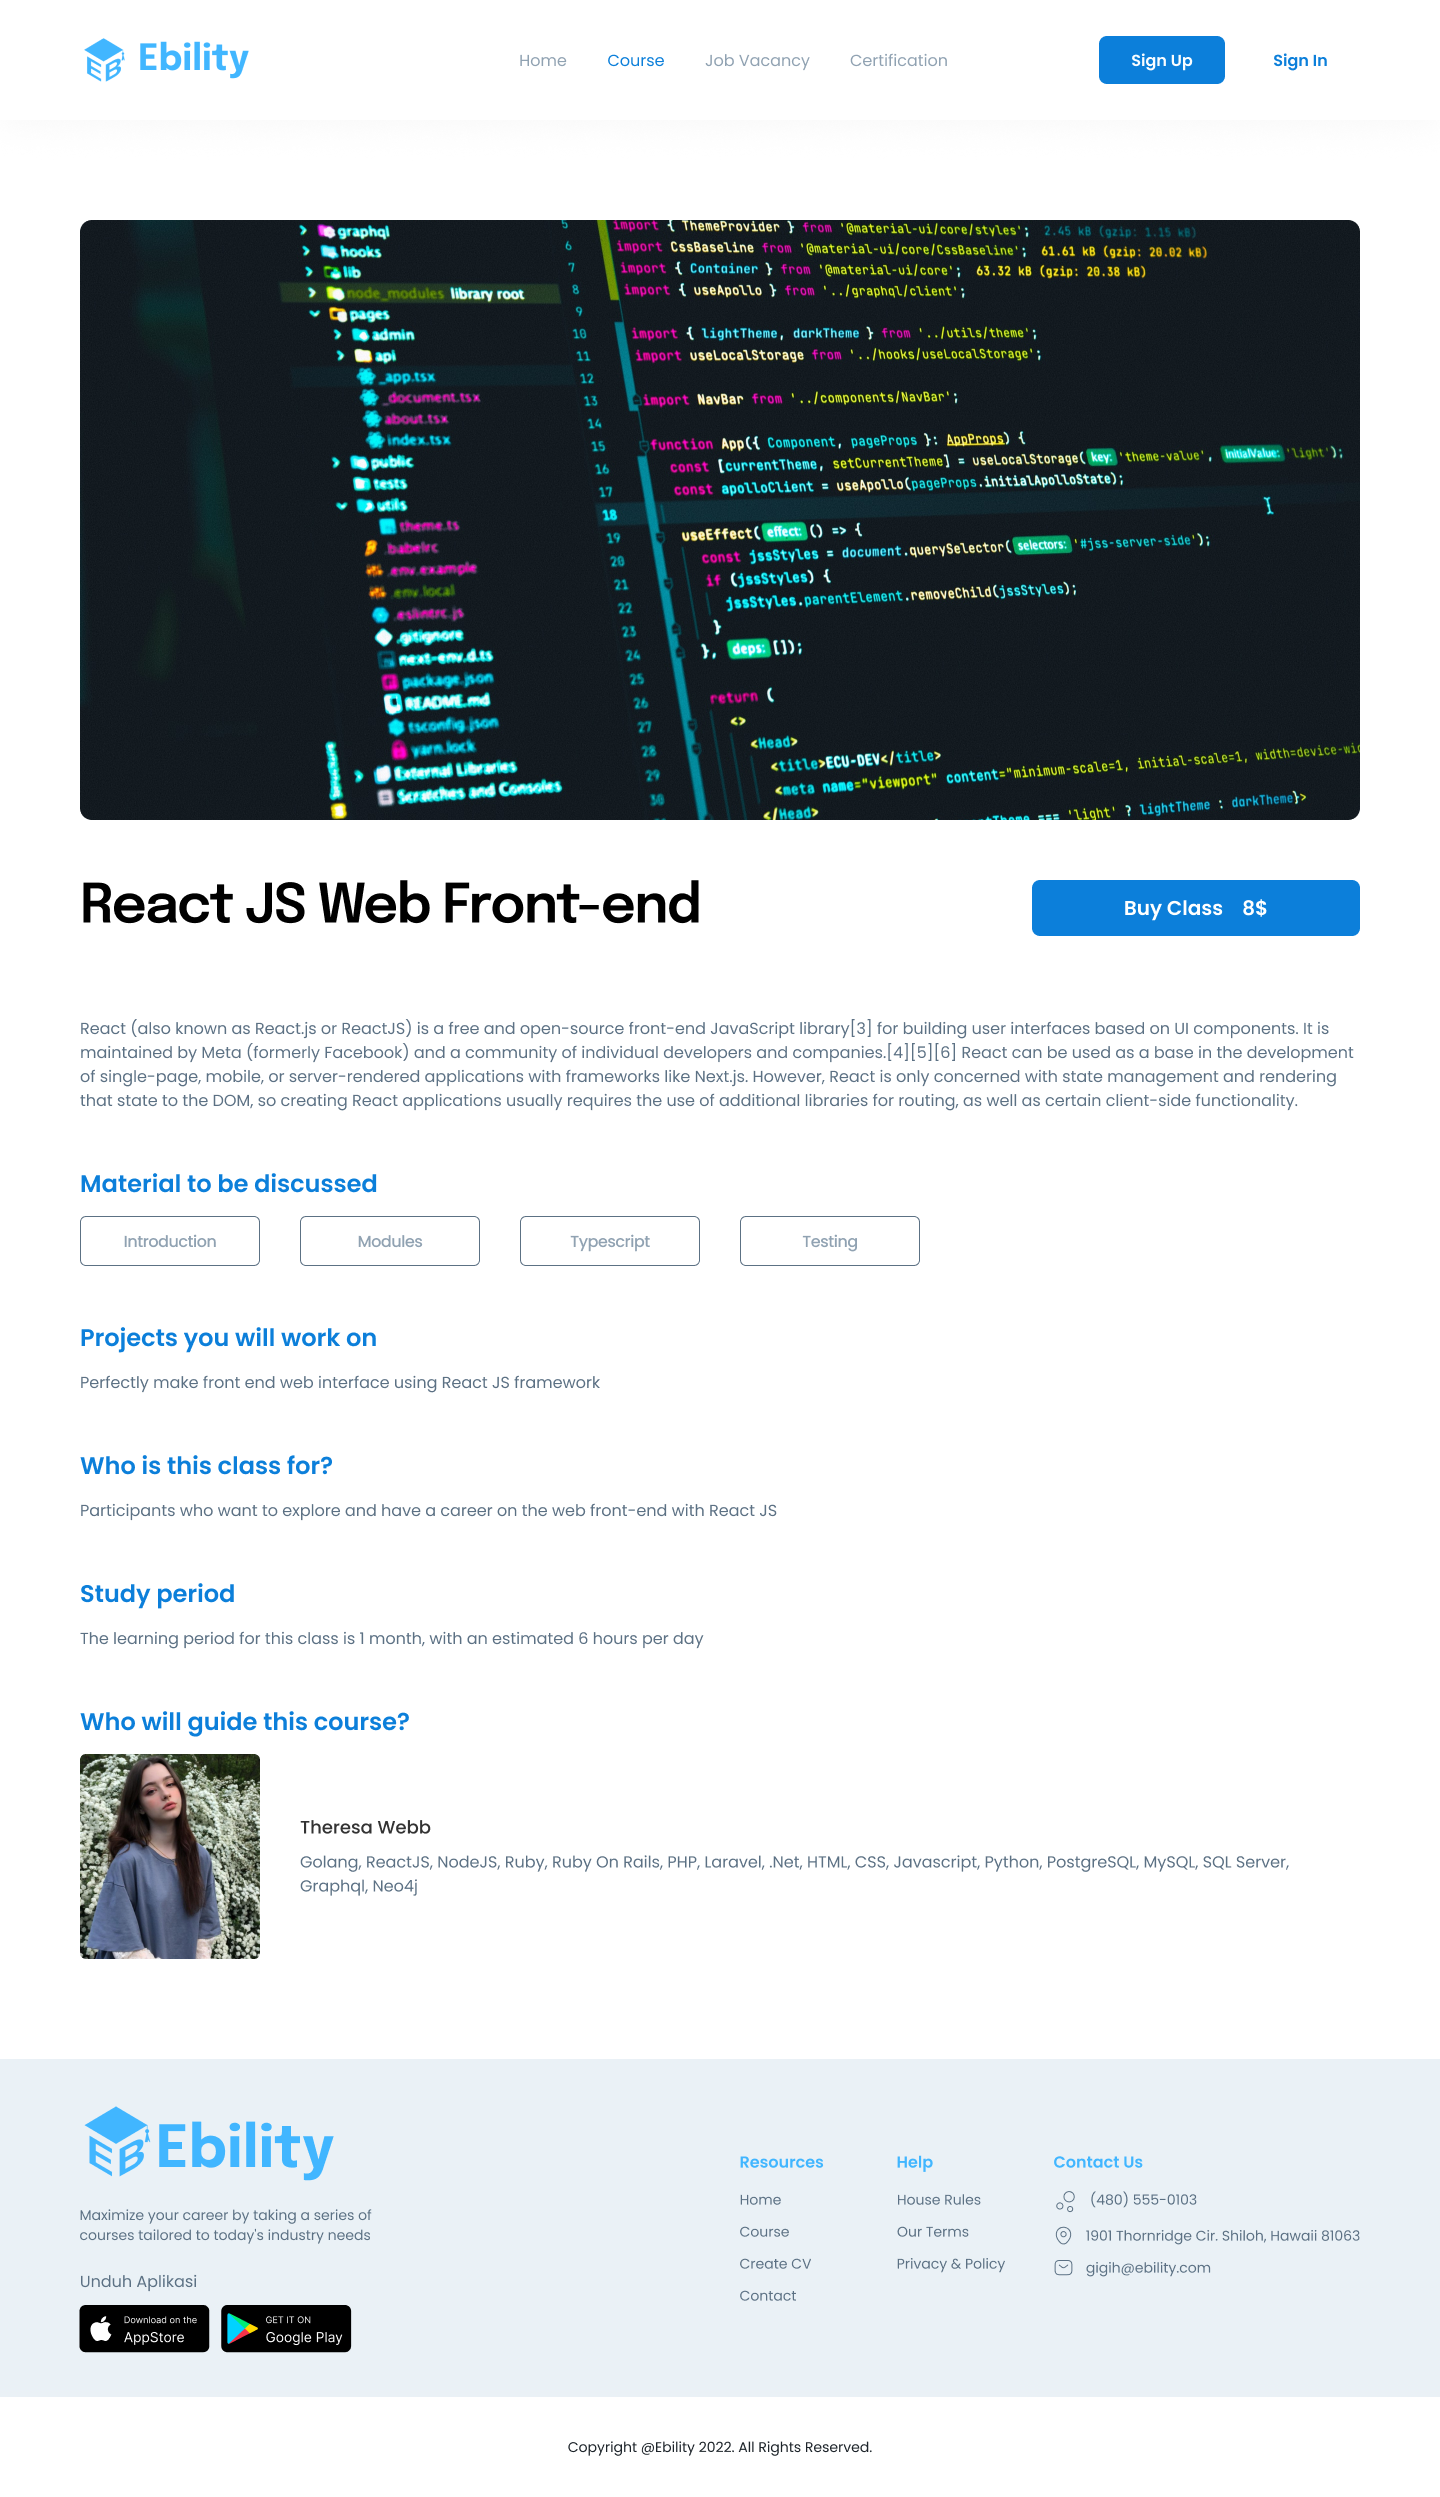 Ebility
Home Course Job Vacancy Certification
Sign Up Sign In
graphql
hooks
lib
node_modules library root
pages
admin
api
_app.tsx
_document.tsx
about.tsx
index.tsx
public
tests
utils
theme.ts
.babelrc
.env.example
.env.local
.eslintrc.js
.gitignore
next-env.d.ts
package.json
README.md
tsconfig.json
yarn.lock
External Libraries
Scratches and Consoles
Structure
5 import { ThemeProvider } from '@material-ui/core/styles'; 2.45 kB (gzip: 1.15 kB)
6 import CssBaseline from '@material-ui/core/CssBaseline'; 61.61 kB (gzip: 20.02 kB)
7 import { Container } from '@material-ui/core'; 63.32 kB (gzip: 20.38 kB)
8 import { useApollo } from '../graphql/client';
9
10 import { lightTheme, darkTheme } from '../utils/theme';
11 import useLocalStorage from '../hooks/useLocalStorage';
12
13 import NavBar from '../components/NavBar';
14
15 function App({ Component, pageProps }: AppProps) {
16 const [currentTheme, setCurrentTheme] = useLocalStorage( key: 'theme-value', initialValue: 'light');
17 const apolloClient = useApollo(pageProps.initialApolloState);
18
19 useEffect( effect: () => {
20 const jssStyles = document.querySelector( selectors: '#jss-server-side');
21 if (jssStyles) {
22 jssStyles.parentElement.removeChild(jssStyles);
23 }
24 }, deps: []);
25
26 return (
27 <>
28 <Head>
29 <title>ECU-DEV</title>
30 <meta name="viewport" content="minimum-scale=1, initial-scale=1, width=device-wid
</Head>
=== 'light' ? lightTheme : darkTheme}>
React JS Web Front-end
Buy Class 8$
React (also known as React.js or ReactJS) is a free and open-source front-end JavaScript library[3] for building user interfaces based on UI components. It is
maintained by Meta (formerly Facebook) and a community of individual developers and companies.[4][5][6] React can be used as a base in the development
of single-page, mobile, or server-rendered applications with frameworks like Next.js. However, React is only concerned with state management and rendering
that state to the DOM, so creating React applications usually requires the use of additional libraries for routing, as well as certain client-side functionality.
Material to be discussed
Introduction Modules Typescript Testing
Projects you will work on
Perfectly make front end web interface using React JS framework
Who is this class for?
Participants who want to explore and have a career on the web front-end with React JS
Study period
The learning period for this class is 1 month, with an estimated 6 hours per day
Who will guide this course?
Theresa Webb
Golang, ReactJS, NodeJS, Ruby, Ruby On Rails, PHP, Laravel, .Net, HTML, CSS, Javascript, Python, PostgreSQL, MySQL, SQL Server,
Graphql, Neo4j
Ebility
Maximize your career by taking a series of
courses tailored to today's industry needs
Unduh Aplikasi
Download on the
AppStore
GET IT ON
Google Play
Resources
Home
Course
Create CV
Contact
Help
House Rules
Our Terms
Privacy & Policy
Contact Us
(480) 555-0103
1901 Thornridge Cir. Shiloh, Hawaii 81063
gigih@ebility.com
Copyright @Ebility 2022. All Rights Reserved.